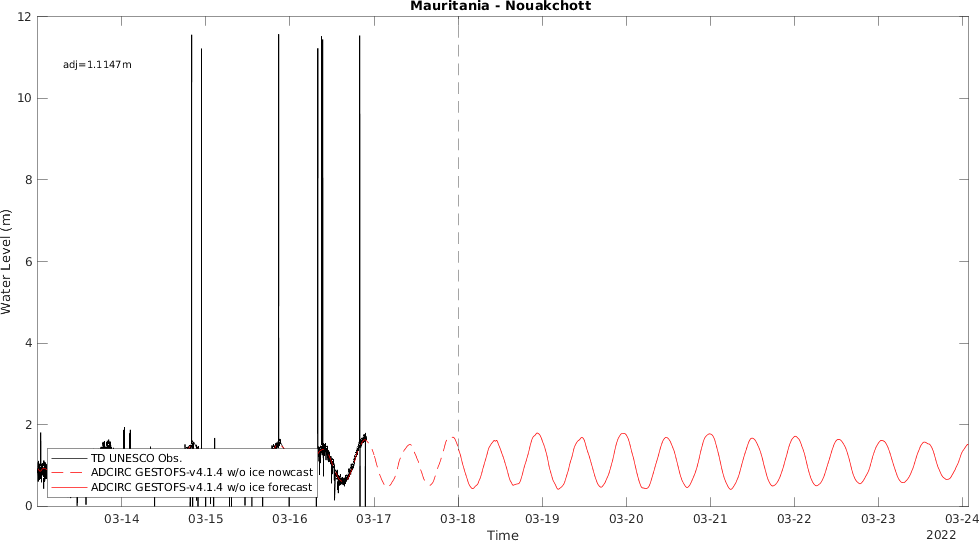 Mauritania - Nouakchott
12
adj=1.1147m
10
8
6
4
2
0
Water Level (m)
TD UNESCO Obs.
ADCIRC GESTOFS-v4.1.4 w/o ice nowcast
ADCIRC GESTOFS-v4.1.4 w/o ice forecast
03-14 03-15 03-16 03-17 03-18 03-19 03-20 03-21 03-22 03-23 03-24
Time
2022